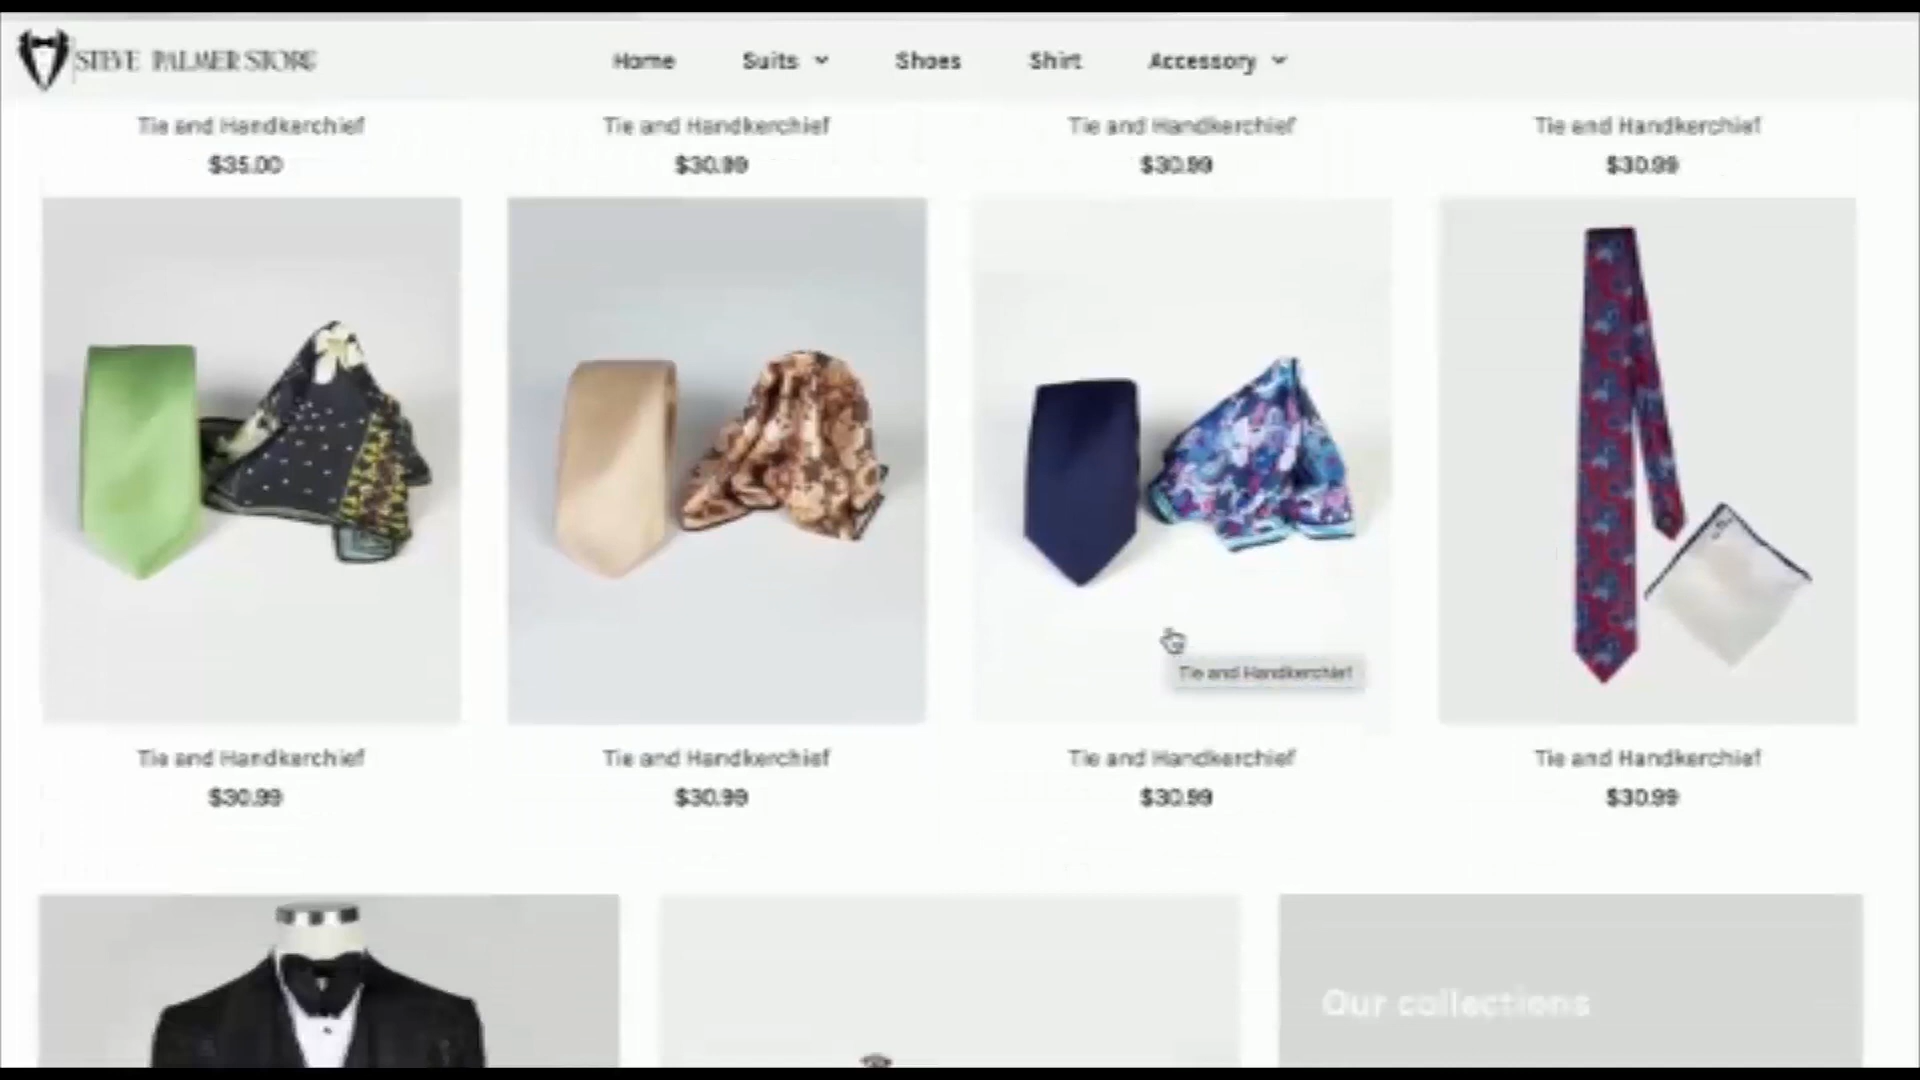 STEVE PALMER STORE
Home Suits Shoes Shirt Accessory
Tie and Handkerchief Tie and Handkerchief Tie and Handkerchief Tie and Handkerchief
$35.00 $30.99 $30.99 $30.99
Tie and Handkerchief
Tie and Handkerchief Tie and Handkerchief Tie and Handkerchief Tie and Handkerchief
$30.99 $30.99 $30.99 $30.99
Our collections